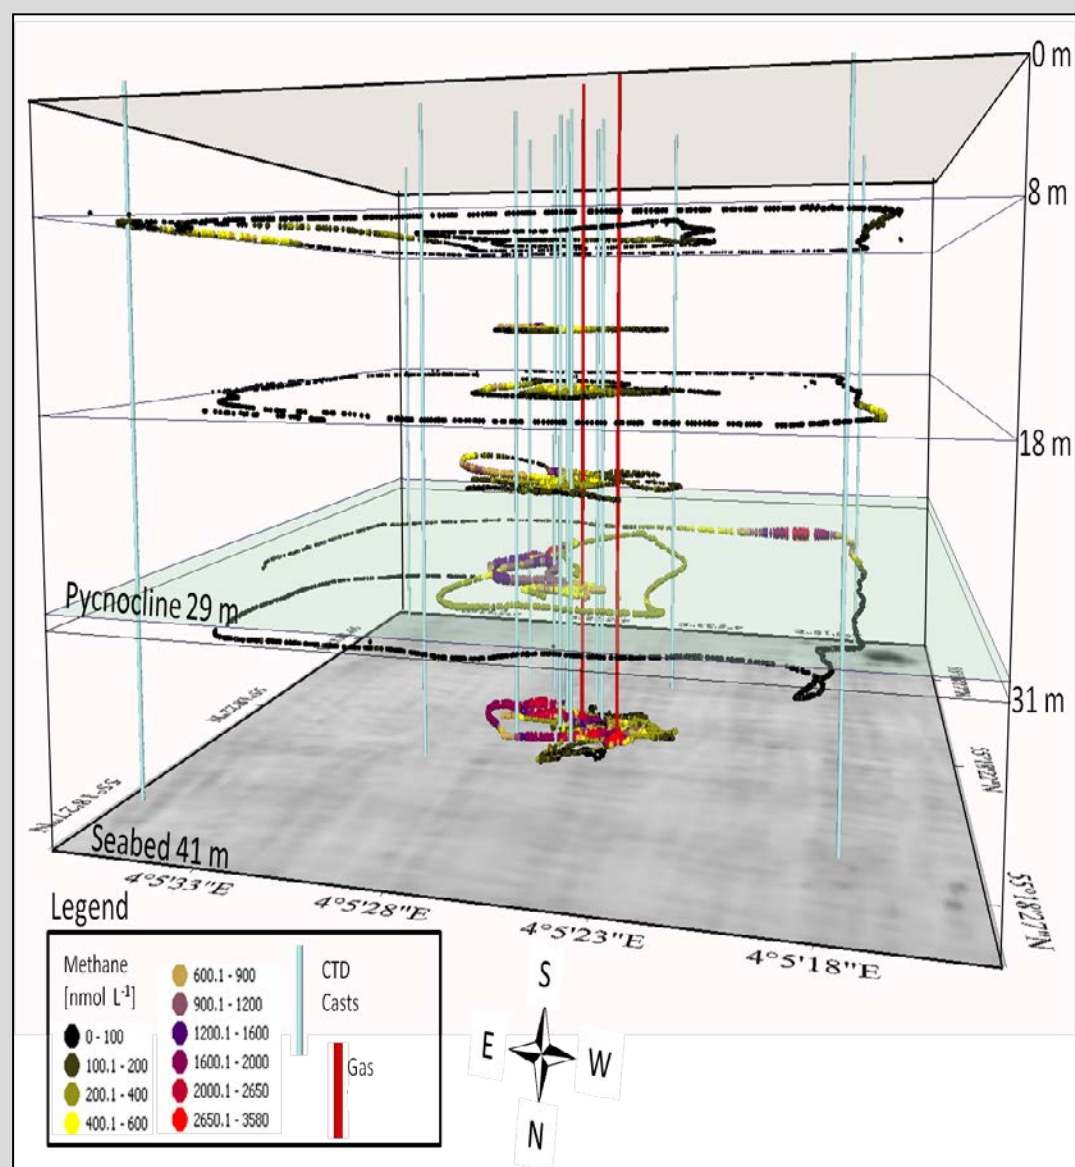 0 m
8 m
18 m
Pycnocline 29 m
31 m
Seabed 41 m
4°5'33"E
4°5'28"E
4°5'23"E
4°5'18"E
Legend
Methane
[nmol L-1]
0 - 100
100.1 - 200
200.1 - 400
400.1 - 600
600.1 - 900
900.1 - 1200
1200.1 - 1600
1600.1 - 2000
2000.1 - 2650
2650.1 - 3580
CTD
Casts
Gas
S
E
W
N